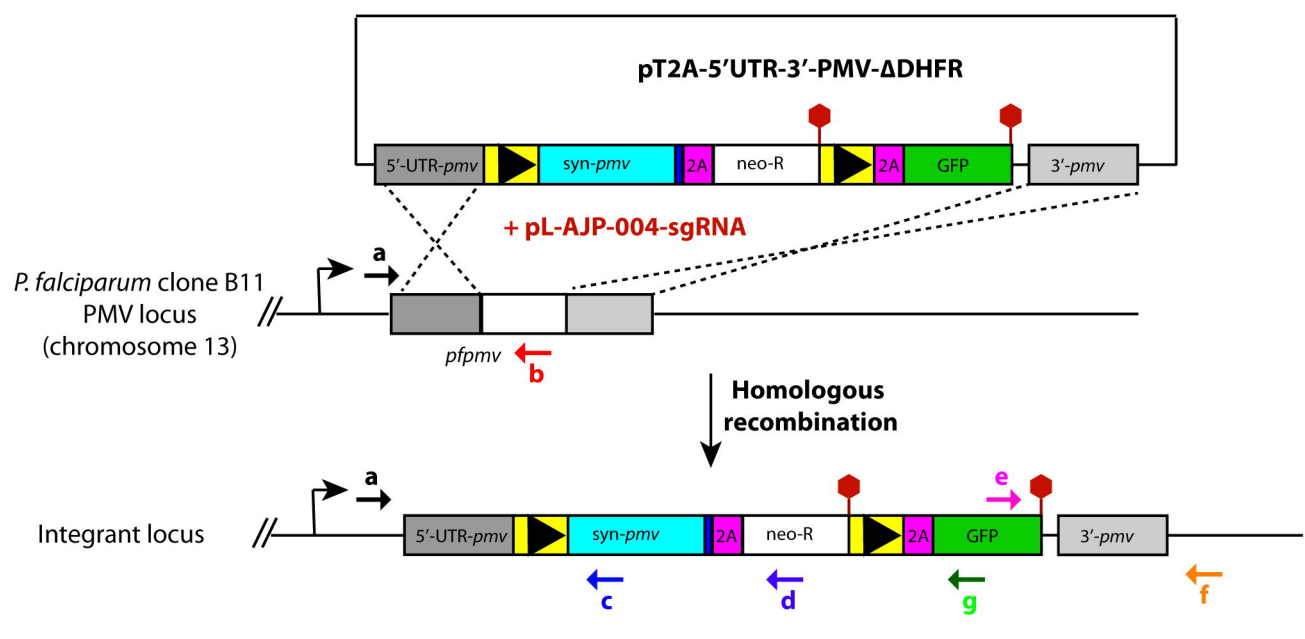 pT2A-5′UTR-3′-PMV-ΔDHFR
5′-UTR-pmv
syn-pmv
2A
neo-R
2A
GFP
3′-pmv
+ pL-AJP-004-sgRNA
a
P. falciparum clone B11
PMV locus
(chromosome 13)
pfpmv
b
Homologous
recombination
a
e
Integrant locus
5′-UTR-pmv
syn-pmv
2A
neo-R
2A
GFP
3′-pmv
c
d
g
f